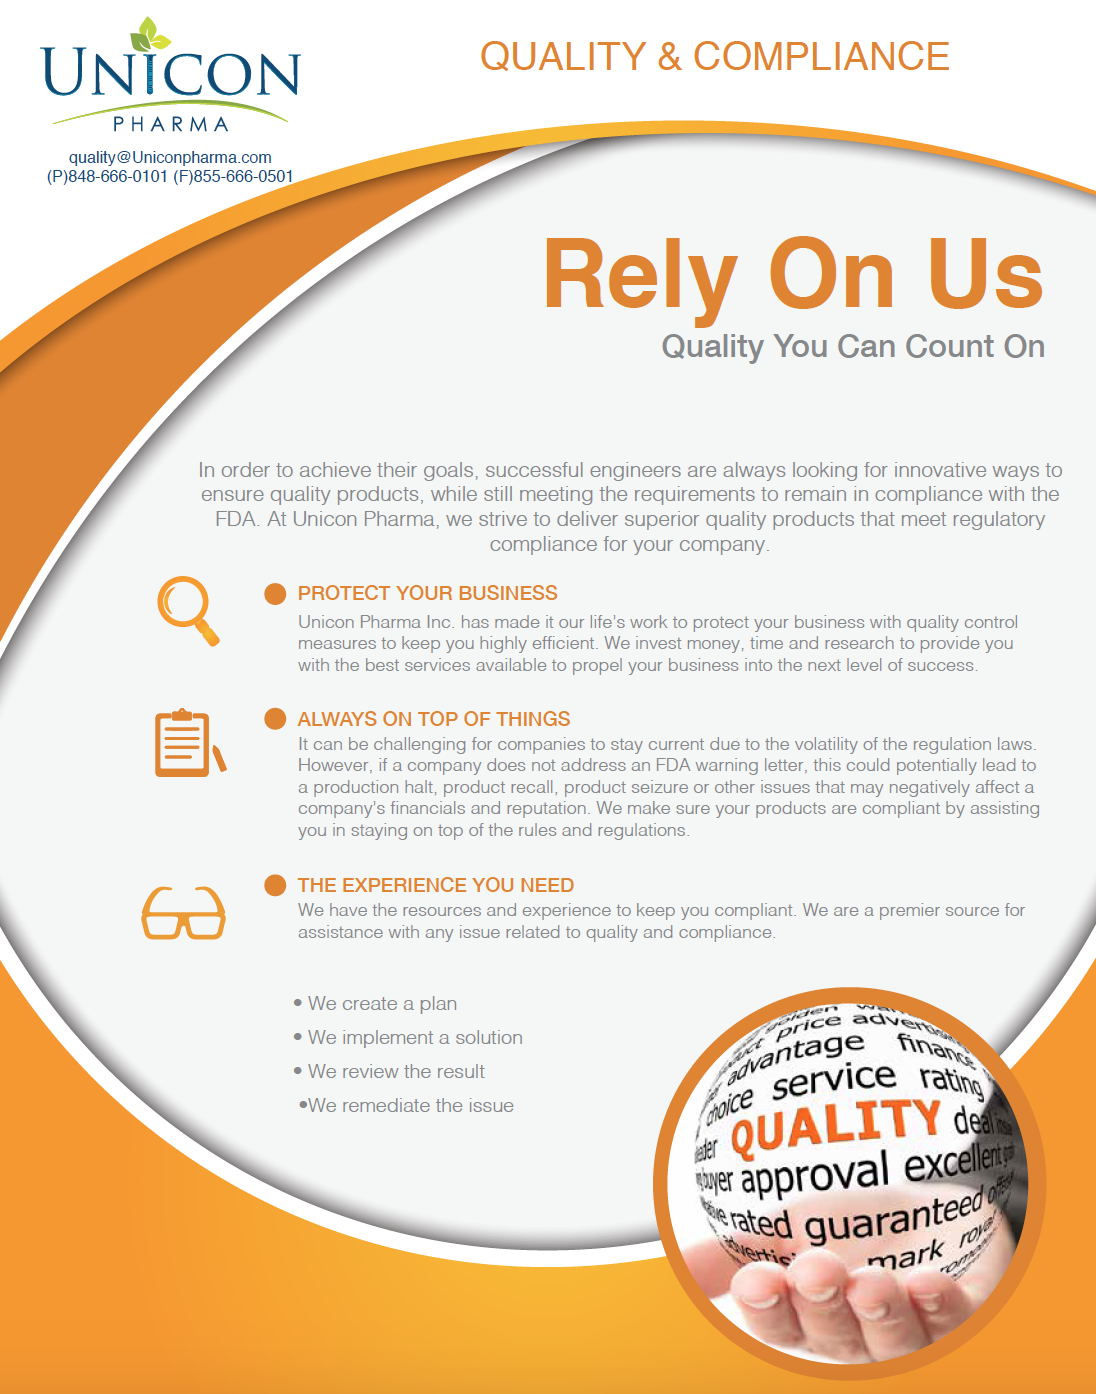 UNICON
PHARMA
quality@Uniconpharma.com
(P)848-666-0101 (F)855-666-0501
QUALITY & COMPLIANCE
Rely On Us
Quality You Can Count On
In order to achieve their goals, successful engineers are always looking for innovative ways to
ensure quality products, while still meeting the requirements to remain in compliance with the
FDA. At Unicon Pharma, we strive to deliver superior quality products that meet regulatory
compliance for your company.
PROTECT YOUR BUSINESS
Unicon Pharma Inc. has made it our life's work to protect your business with quality control
measures to keep you highly efficient. We invest money, time and research to provide you
with the best services available to propel your business into the next level of success.
ALWAYS ON TOP OF THINGS
It can be challenging for companies to stay current due to the volatility of the regulation laws.
However, if a company does not address an FDA warning letter, this could potentially lead to
a production halt, product recall, product seizure or other issues that may negatively affect a
company's financials and reputation. We make sure your products are compliant by assisting
you in staying on top of the rules and regulations.
THE EXPERIENCE YOU NEED
We have the resources and experience to keep you compliant. We are a premier source for
assistance with any issue related to quality and compliance.
• We create a plan
• We implement a solution
• We review the result
•We remediate the issue
golden
price advertis
advantage finance
choice service rating
QUALITY deal
buyer approval excellent
rated guaranteed
advertis mark